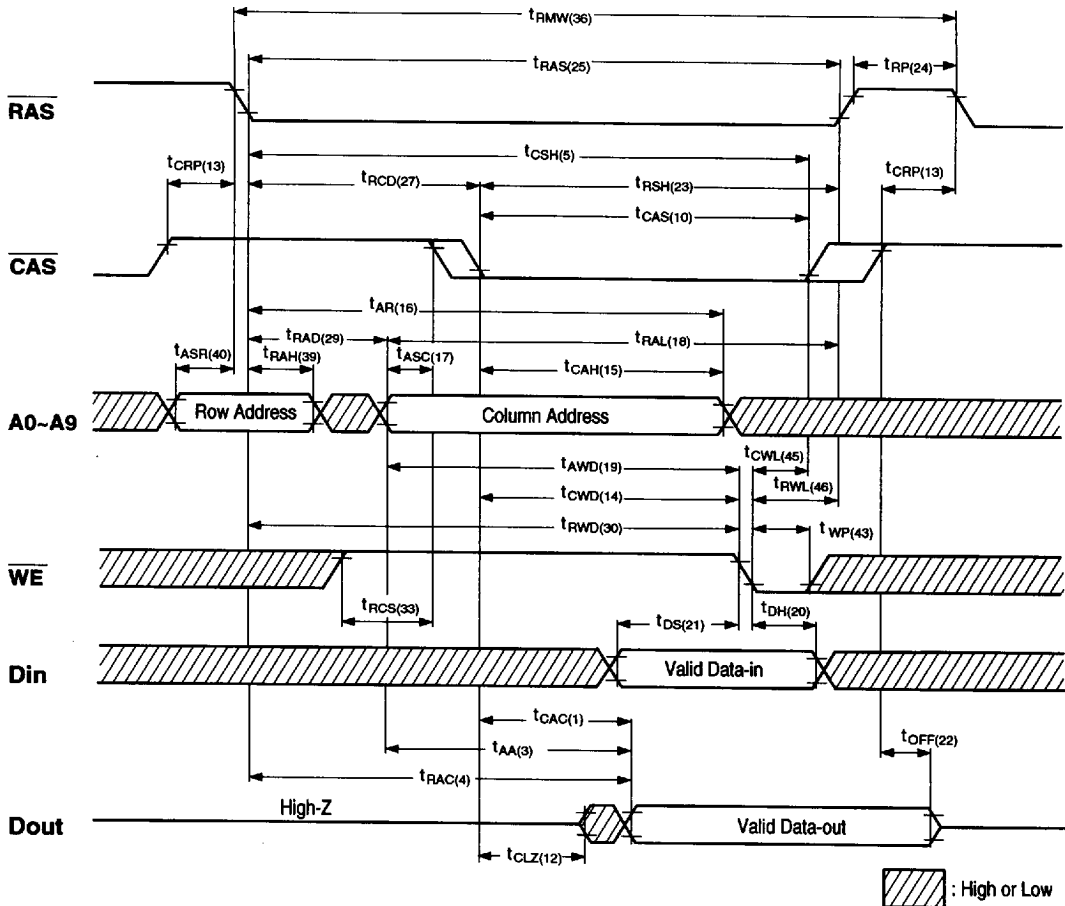 tRMW(36)
tRAS(25)
tRP(24)
RAS
tCSH(5)
tCRP(13)
tRCD(27)
tRSH(23)
tCRP(13)
tCAS(10)
CAS
tAR(16)
tRAD(29)
tRAL(18)
tASR(40)
tRAH(39)
tASC(17)
tCAH(15)
A0~A9
Row Address
Column Address
tCWL(45)
tAWD(19)
tRWL(46)
tCWD(14)
tRWD(30)
tWP(43)
WE
tRCS(33)
tDS(21)
tDH(20)
Din
Valid Data-in
tCAC(1)
tAA(3)
tOFF(22)
tRAC(4)
High-Z
Dout
Valid Data-out
tCLZ(12)
: High or Low